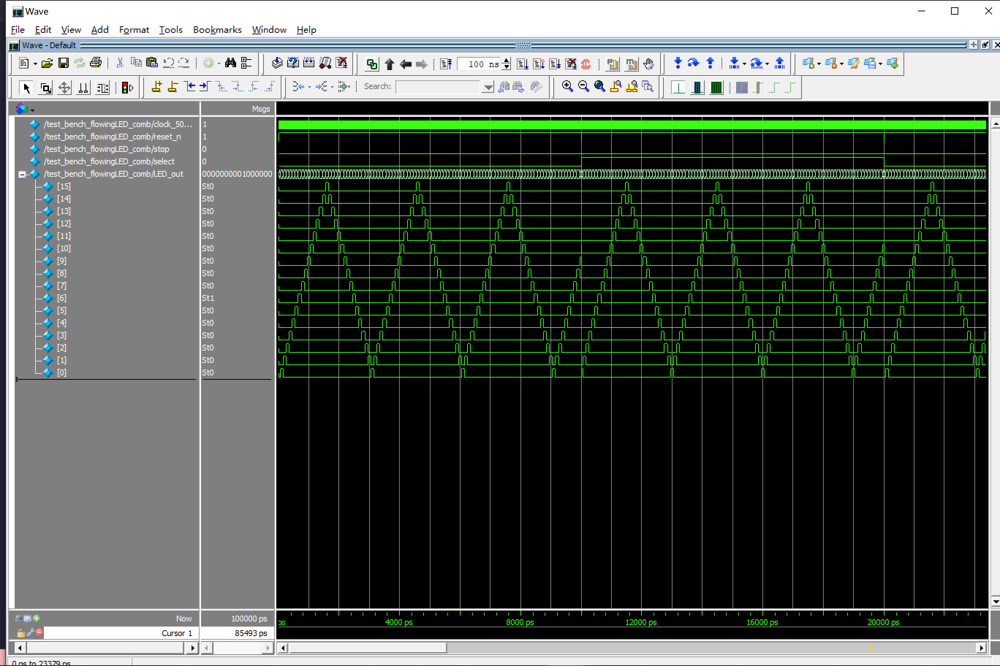 Wave
File Edit View Add Format Tools Bookmarks Window Help
Wave - Default
100 ns
Search:
Msgs
/test_bench_flowingLED_comb/clock_50... 1
/test_bench_flowingLED_comb/reset_n 1
/test_bench_flowingLED_comb/stop 0
/test_bench_flowingLED_comb/select 0
/test_bench_flowingLED_comb/LED_out 0000000001000000
[15] St0
[14] St0
[13] St0
[12] St0
[11] St0
[10] St0
[9] St0
[8] St0
[7] St0
[6] St1
[5] St0
[4] St0
[3] St0
[2] St0
[1] St0
[0] St0
Now 100000 ps
ps 4000 ps 8000 ps 12000 ps 16000 ps 20000 ps
Cursor 1 85493 ps
0 ps to 23379 ps